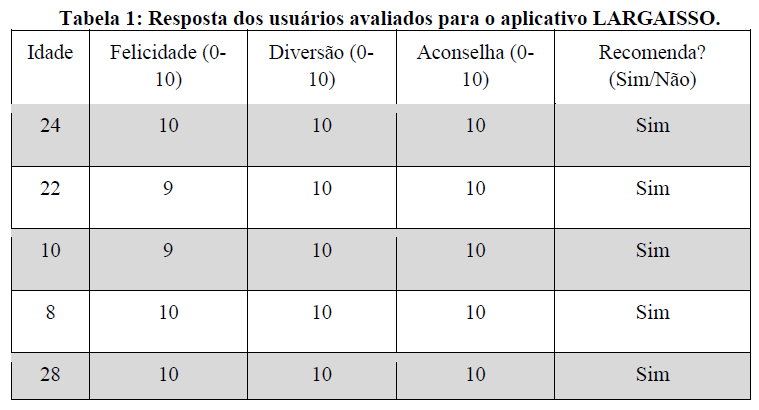 Tabela 1: Resposta dos usuários avaliados para o aplicativo LARGAISSO.
Idade Felicidade (0-10) Diversão (0-10) Aconselha (0-10) Recomenda? (Sim/Não)
24 10 10 10 Sim
22 9 10 10 Sim
10 9 10 10 Sim
8 10 10 10 Sim
28 10 10 10 Sim